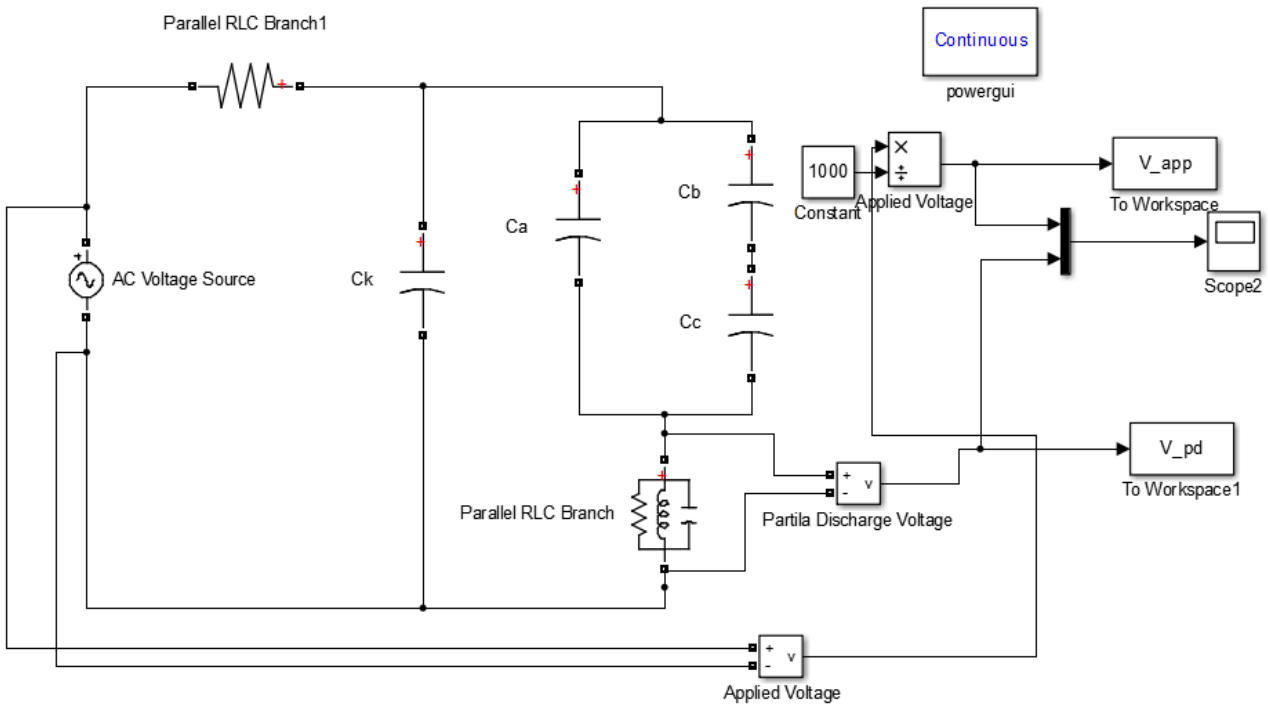 Parallel RLC Branch1
Continuous
powergui
+
+
+
+
+
×
÷
1000
Constant
Applied Voltage
V_app
To Workspace
Scope2
Ca
Cb
Cc
Ck
AC Voltage Source
+
Parallel RLC Branch
+
-
v
Partila Discharge Voltage
V_pd
To Workspace1
+
-
v
Applied Voltage